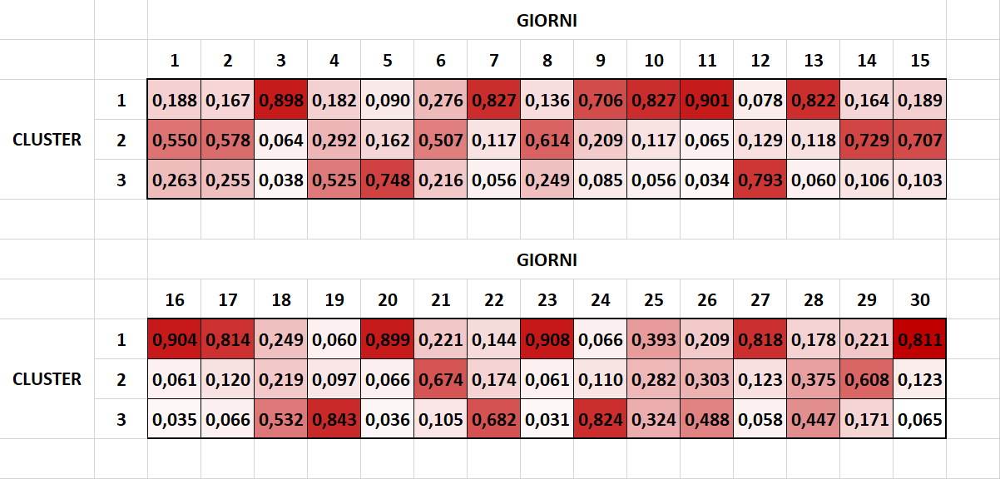 GIORNI
1 2 3 4 5 6 7 8 9 10 11 12 13 14 15
1 0,188 0,167 0,898 0,182 0,090 0,276 0,827 0,136 0,706 0,827 0,901 0,078 0,822 0,164 0,189
CLUSTER 2 0,550 0,578 0,064 0,292 0,162 0,507 0,117 0,614 0,209 0,117 0,065 0,129 0,118 0,729 0,707
3 0,263 0,255 0,038 0,525 0,748 0,216 0,056 0,249 0,085 0,056 0,034 0,793 0,060 0,106 0,103
GIORNI
16 17 18 19 20 21 22 23 24 25 26 27 28 29 30
1 0,904 0,814 0,249 0,060 0,899 0,221 0,144 0,908 0,066 0,393 0,209 0,818 0,178 0,221 0,811
CLUSTER 2 0,061 0,120 0,219 0,097 0,066 0,674 0,174 0,061 0,110 0,282 0,303 0,123 0,375 0,608 0,123
3 0,035 0,066 0,532 0,843 0,036 0,105 0,682 0,031 0,824 0,324 0,488 0,058 0,447 0,171 0,065